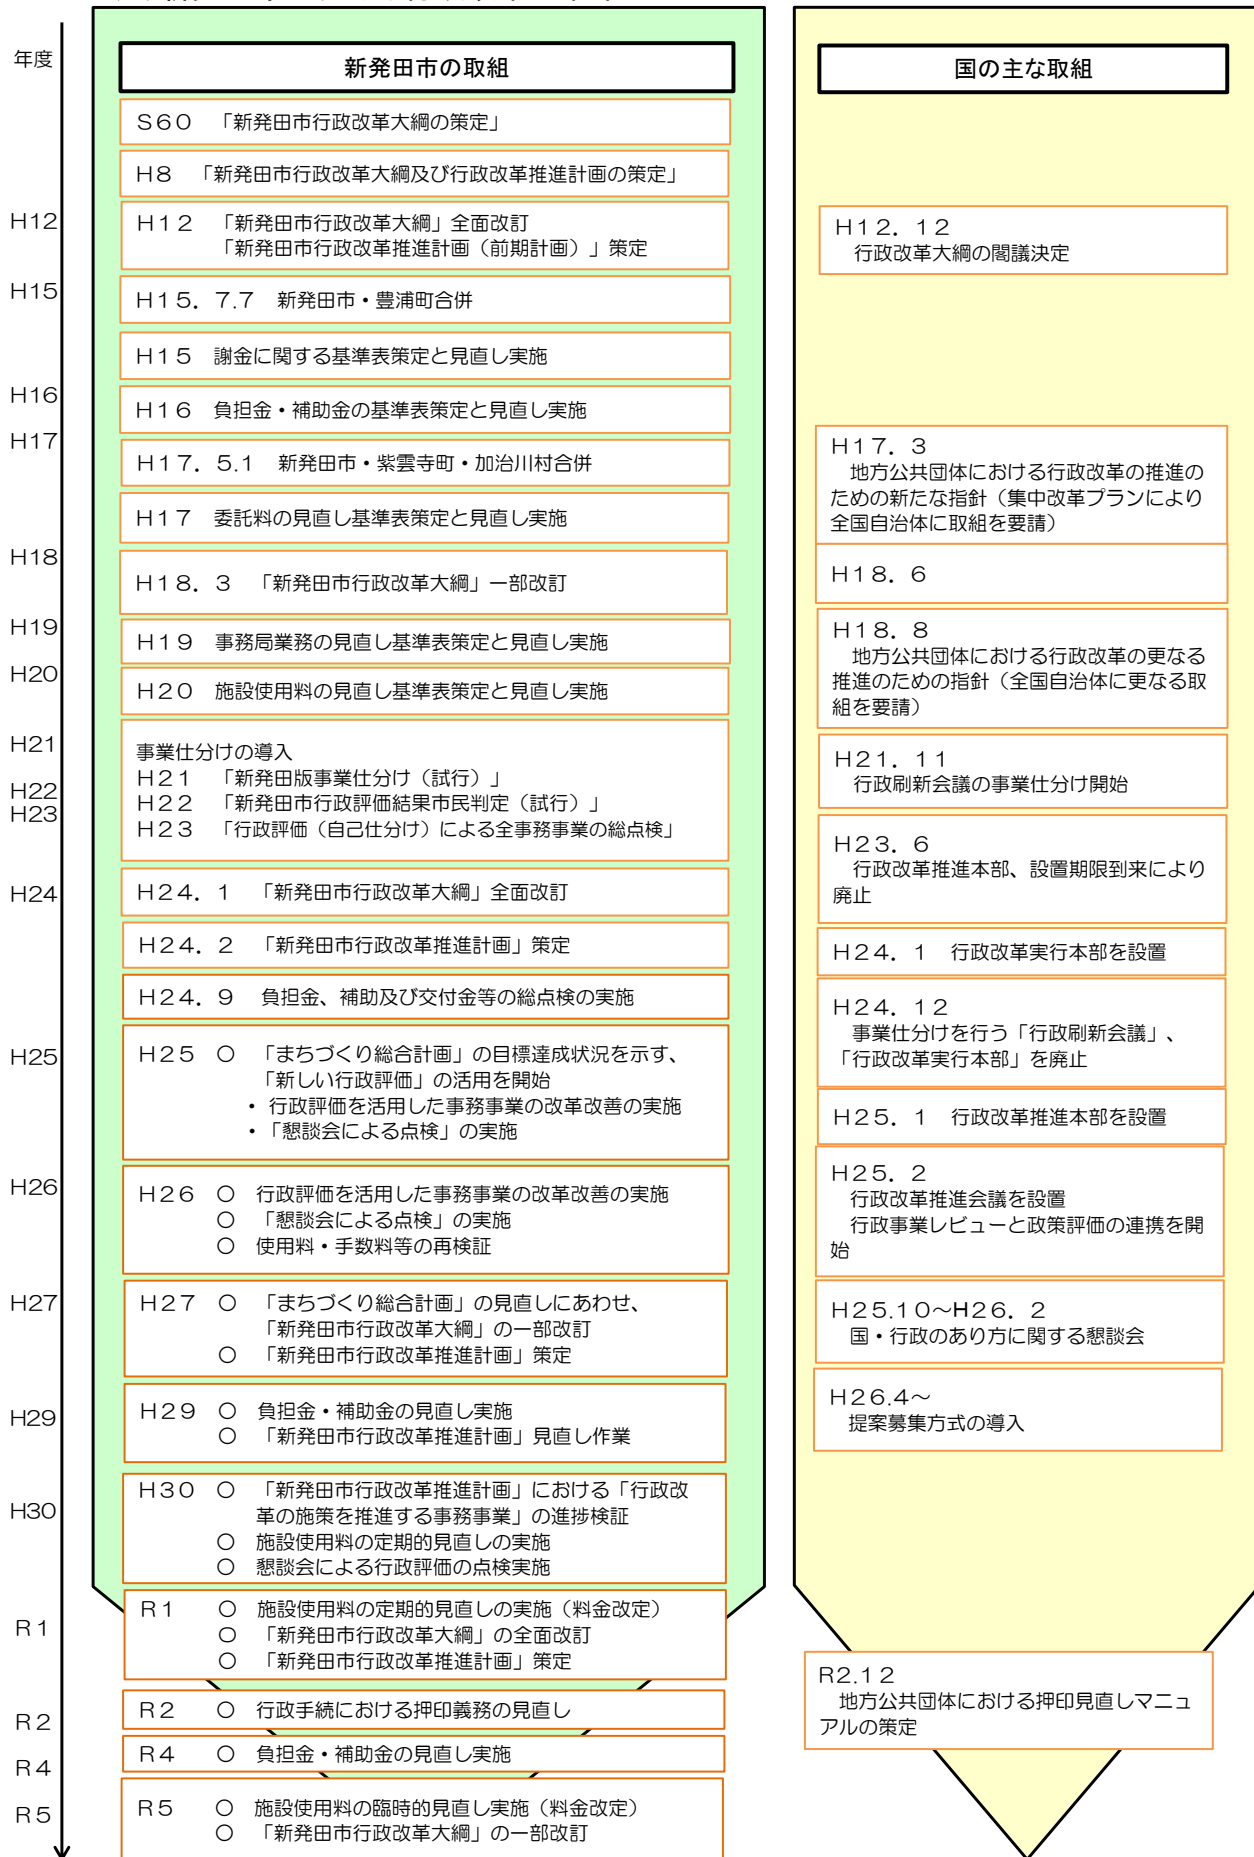 年度
新発田市の取組
S60 「新発田市行政改革大綱の策定」
H8 「新発田市行政改革大綱及び行政改革推進計画の策定」
H12
H12 「新発田市行政改革大綱」全面改訂
「新発田市行政改革推進計画（前期計画）」策定
H15
H15．7.7 新発田市・豊浦町合併
H15 謝金に関する基準表策定と見直し実施
H16
H16 負担金・補助金の基準表策定と見直し実施
H17
H17．5.1 新発田市・紫雲寺町・加治川村合併
H17 委託料の見直し基準表策定と見直し実施
H18
H18．3 「新発田市行政改革大綱」一部改訂
H19
H19 事務局業務の見直し基準表策定と見直し実施
H20
H20 施設使用料の見直し基準表策定と見直し実施
H21
H22
H23
事業仕分けの導入
H21 「新発田版事業仕分け（試行）」
H22 「新発田市行政評価結果市民判定（試行）」
H23 「行政評価（自己仕分け）による全事務事業の総点検」
H24
H24．1 「新発田市行政改革大綱」全面改訂
H24．2 「新発田市行政改革推進計画」策定
H24．9 負担金、補助及び交付金等の総点検の実施
H25
H25 ○ 「まちづくり総合計画」の目標達成状況を示す、
「新しい行政評価」の活用を開始
・ 行政評価を活用した事務事業の改革改善の実施
・「懇談会による点検」の実施
H26
H26 ○ 行政評価を活用した事務事業の改革改善の実施
○ 「懇談会による点検」の実施
○ 使用料・手数料等の再検証
H27
H27 ○ 「まちづくり総合計画」の見直しにあわせ、
「新発田市行政改革大綱」の一部改訂
○ 「新発田市行政改革推進計画」策定
H29
H29 ○ 負担金・補助金の見直し実施
○ 「新発田市行政改革推進計画」見直し作業
H30
H30 ○ 「新発田市行政改革推進計画」における「行政改
革の施策を推進する事務事業」の進捗検証
○ 施設使用料の定期的見直しの実施
○ 懇談会による行政評価の点検実施
R1
R1 ○ 施設使用料の定期的見直しの実施（料金改定）
○ 「新発田市行政改革大綱」の全面改訂
○ 「新発田市行政改革推進計画」策定
R2
R2 ○ 行政手続における押印義務の見直し
R4
R4 ○ 負担金・補助金の見直し実施
R5
R5 ○ 施設使用料の臨時的見直し実施（料金改定）
○ 「新発田市行政改革大綱」の一部改訂
国の主な取組
H12．12
行政改革大綱の閣議決定
H17．3
地方公共団体における行政改革の推進の
ための新たな指針（集中改革プランにより
全国自治体に取組を要請）
H18．6
H18．8
地方公共団体における行政改革の更なる
推進のための指針（全国自治体に更なる取
組を要請）
H21．11
行政刷新会議の事業仕分け開始
H23．6
行政改革推進本部、設置期限到来により
廃止
H24．1 行政改革実行本部を設置
H24．12
事業仕分けを行う「行政刷新会議」、
「行政改革実行本部」を廃止
H25．1 行政改革推進本部を設置
H25．2
行政改革推進会議を設置
行政事業レビューと政策評価の連携を開
始
H25.10～H26．2
国・行政のあり方に関する懇談会
H26.4～
提案募集方式の導入
R2.12
地方公共団体における押印見直しマニュ
アルの策定